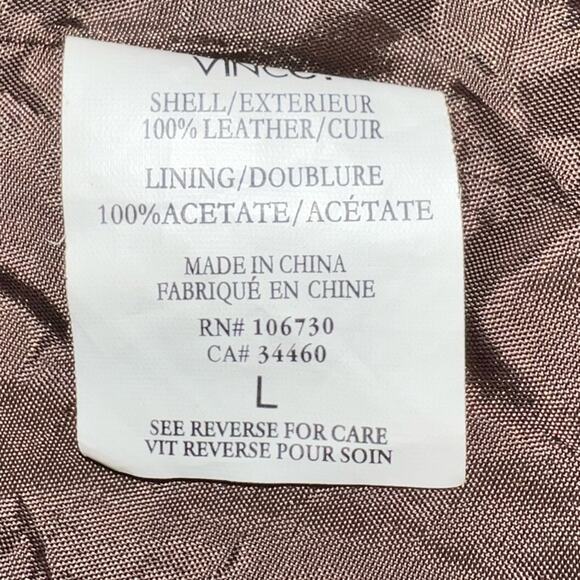 VINCE.
SHELL/EXTERIEUR
100% LEATHER/CUIR
LINING/DOUBLURE
100%ACETATE/ACÉTATE
MADE IN CHINA
FABRIQUÉ EN CHINE
RN# 106730
CA# 34460
L
SEE REVERSE FOR CARE
VIT REVERSE POUR SOIN